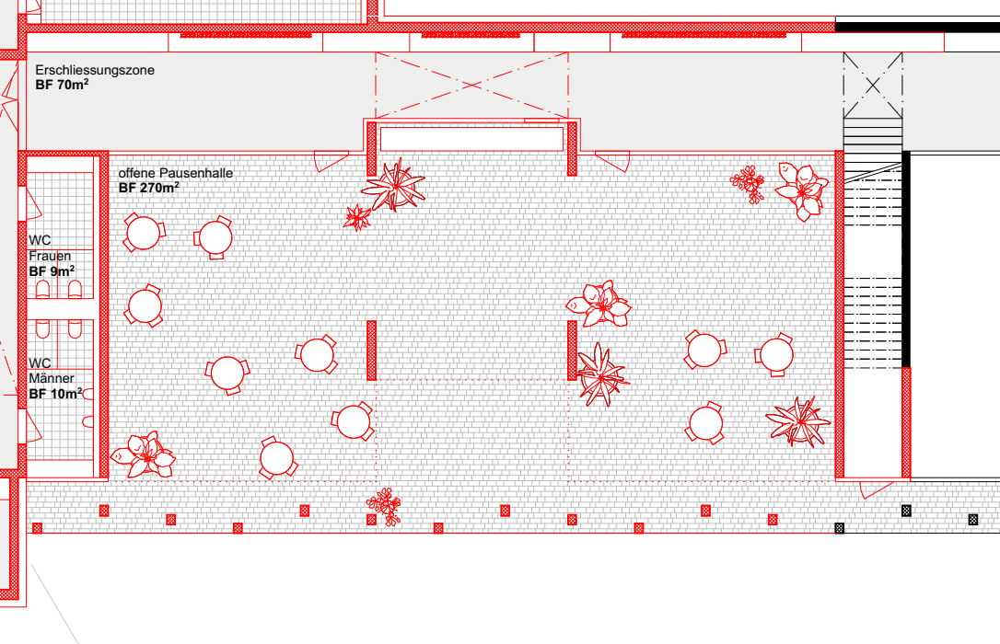 Erschliessungszone
BF 70m²
offene Pausenhalle
BF 270m²
WC
Frauen
BF 9m²
WC
Männer
BF 10m²